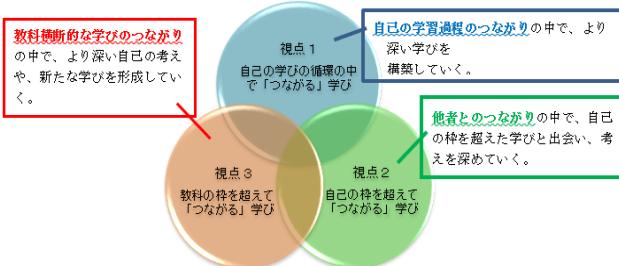 教科横断的な学びのつながり
の中で、より深い自己の考え
や、新たな学びを形成してい
く。
視点1
自己の学びの循環の中
で「つながる」学び
自己の学習過程のつながりの中で、より
深い学びを
構築していく。
他者とのつながりの中で、自己
の枠を超えた学びと出会い、考
えを深めていく。
視点3
教科の枠を超えて
「つながる」学び
視点2
自己の枠を超えて
「つながる」学び